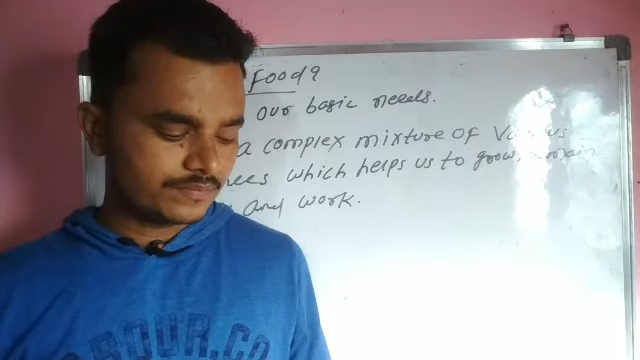 Food?
our basic needs.
a complex mixture of
which helps us to grow,
and work.